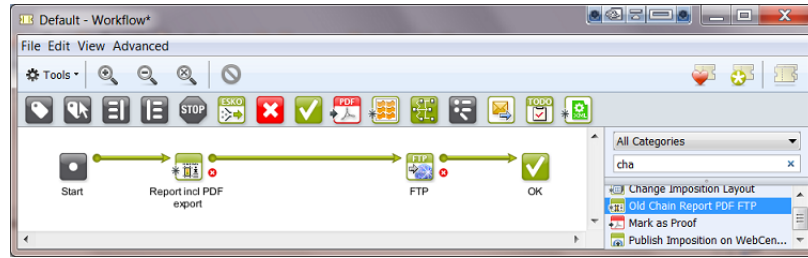 Default - Workflow*
File Edit View Advanced
Tools
ESKO
STOP
PDF
TODO
XML
All Categories
cha
Change Imposition Layout
Old Chain Report PDF FTP
Mark as Proof
Publish Imposition on WebCen...
FTP
Start
Report incl PDF
export
FTP
OK